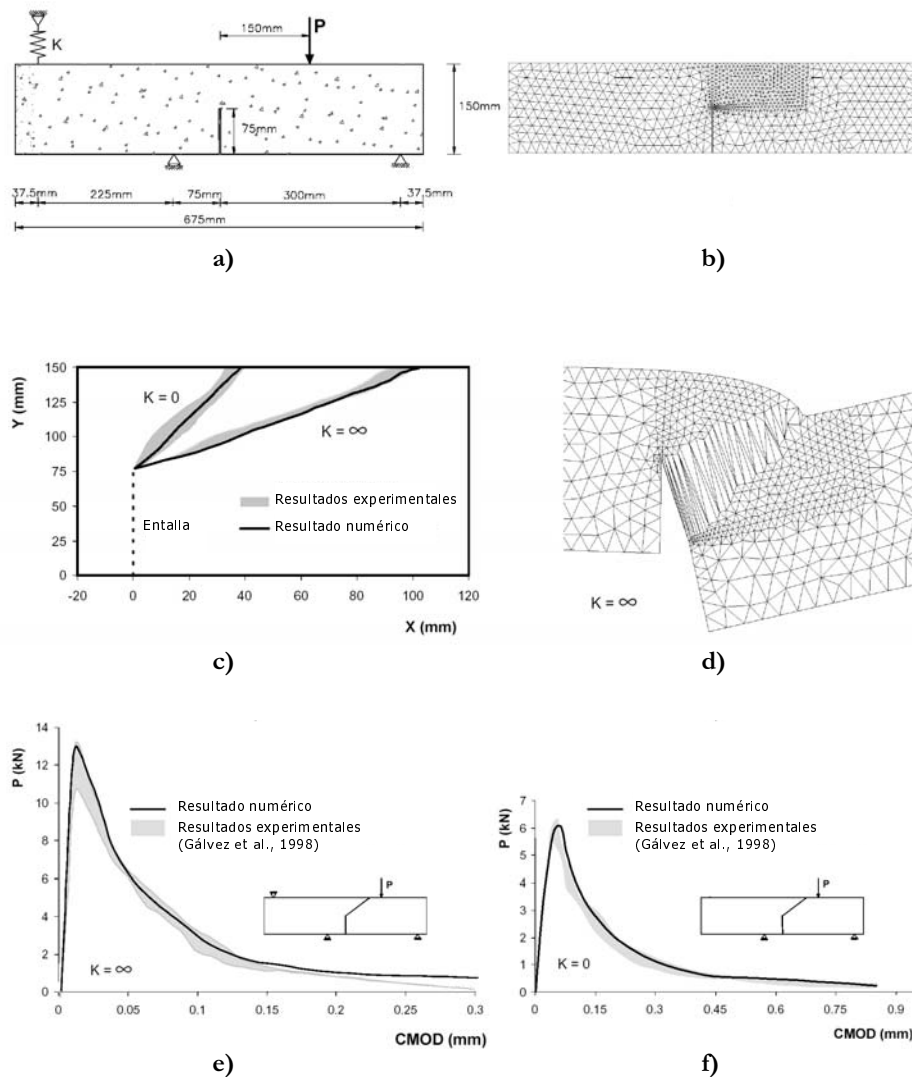 150mm
P
K
75mm
150mm
37.5mm
225mm
75mm
300mm
37.5mm
675mm
a)
b)
Y (mm)
150
125
100
75
50
25
0
K = 0
K = ∞
Resultados experimentales
Resultado numérico
Entalla
-20
0
20
40
60
80
100
120
X (mm)
c)
K = ∞
d)
P (kN)
14
12
10
8
6
4
2
0
Resultado numérico
Resultados experimentales
(Gálvez et al., 1998)
P
K = ∞
0
0.05
0.1
0.15
0.2
0.25
0.3
CMOD (mm)
e)
P (kN)
7
6
5
4
3
2
1
0
Resultado numérico
Resultados experimentales
(Gálvez et al., 1998)
P
K = 0
0
0.15
0.3
0.45
0.6
0.75
0.9
CMOD (mm)
f)